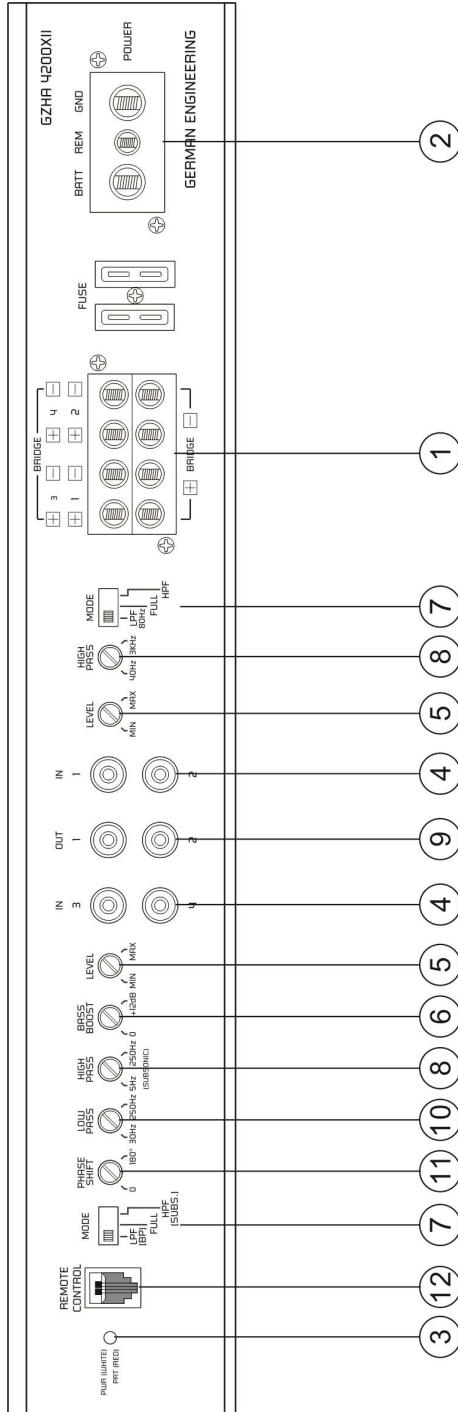 PWR (WHITE)
PRT (RED)
REMOTE
CONTROL
MODE
LPF
(BP)
FULL
HPF
(SUBS.)
PHASE
SHIFT
0 180°
LOW
PASS
30Hz 250Hz
HIGH
PASS
5Hz 250Hz
(SUBSONIC)
BASS
BOOST
0 +12dB
LEVEL
MIN MAX
IN
3
4
OUT
1
2
IN
1
2
LEVEL
MIN MAX
HIGH
PASS
40Hz 3KHz
MODE
LPF
80Hz
FULL
HPF
BRIDGE
+ 3 - + 4 -
+ 1 - + 2 -
+ BRIDGE -
FUSE
GZHA 4200XII
POWER
BATT REM GND
GERMAN ENGINEERING
3 12 7 11 10 8 6 5 4 9 4 5 8 7 1 2